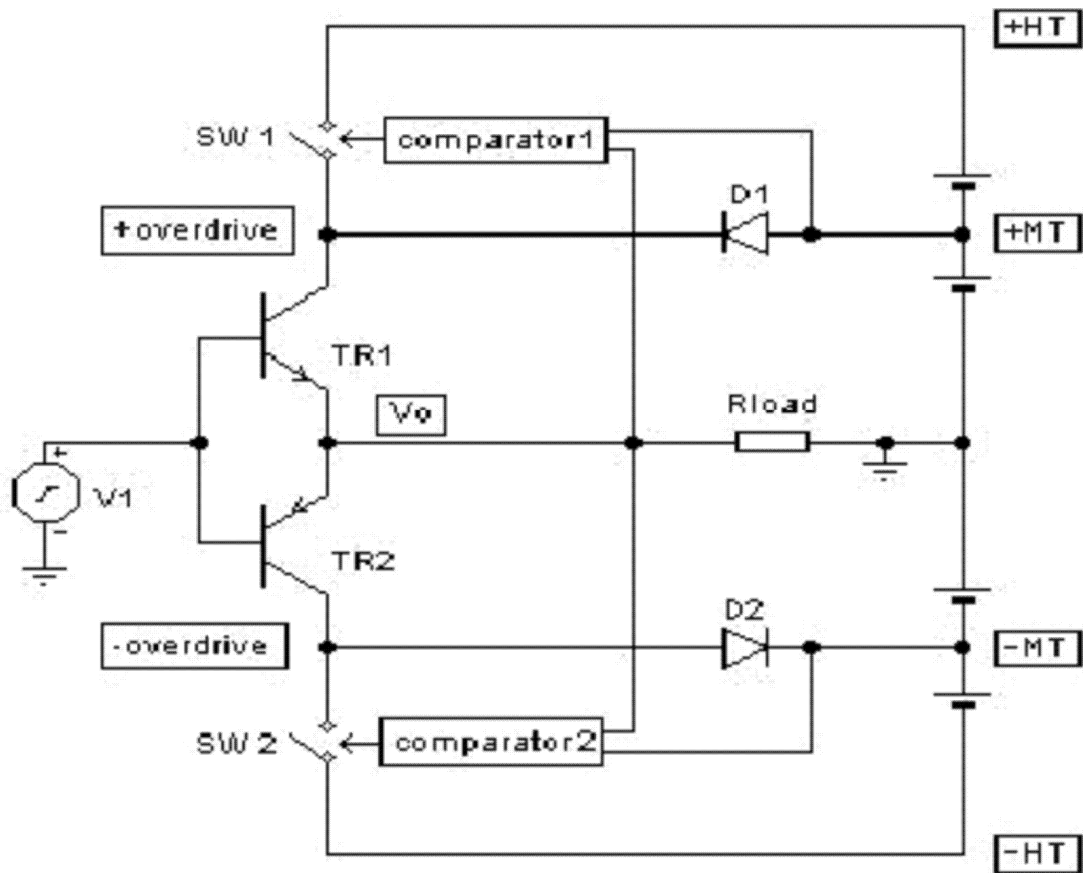 +HT
SW 1
comparator1
D1
+overdrive
+MT
TR1
Vo
Rload
+
V1
-
TR2
D2
-overdrive
-MT
SW 2
comparator2
-HT